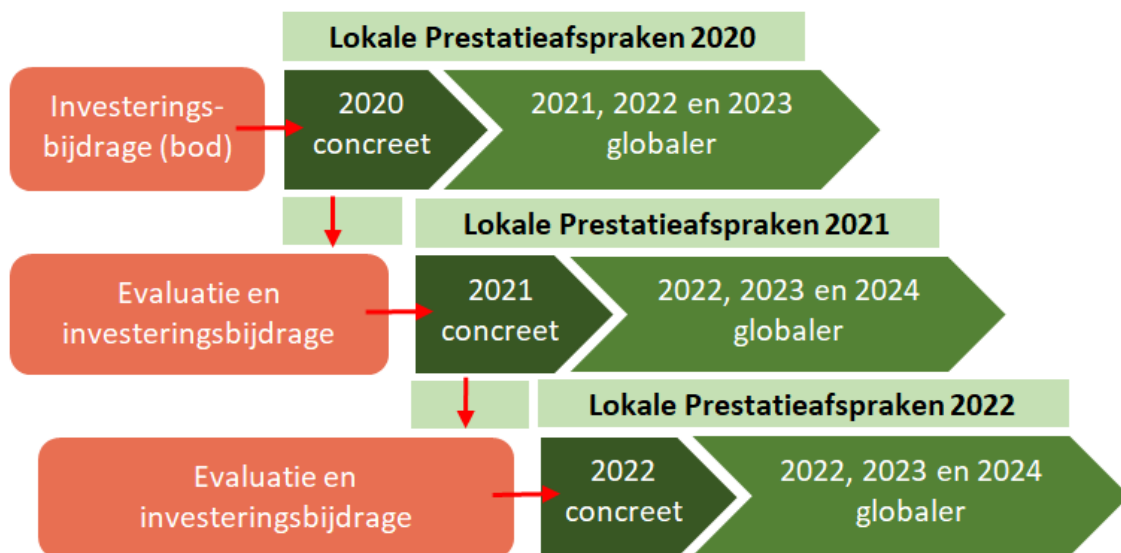 Lokale Prestatieafspraken 2020
Investerings-
bijdrage (bod)
2020
concreet
2021, 2022 en 2023
globaler
Lokale Prestatieafspraken 2021
Evaluatie en
investeringsbijdrage
2021
concreet
2022, 2023 en 2024
globaler
Lokale Prestatieafspraken 2022
Evaluatie en
investeringsbijdrage
2022
concreet
2022, 2023 en 2024
globaler